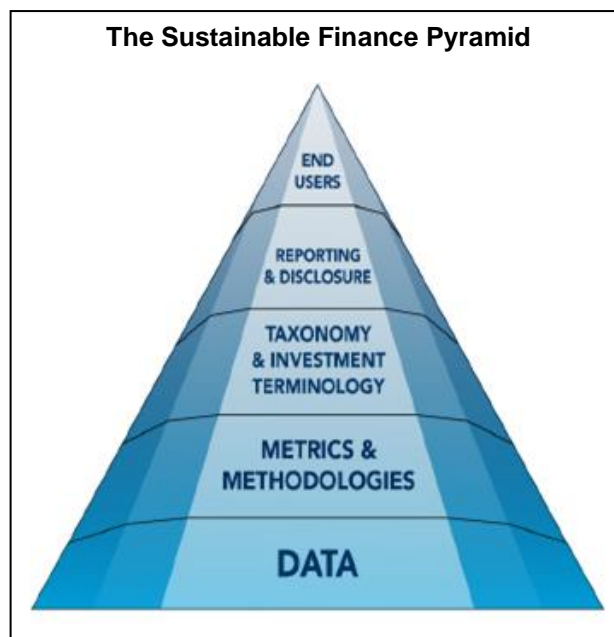 The Sustainable Finance Pyramid
END
USERS
REPORTING
& DISCLOSURE
TAXONOMY
& INVESTMENT
TERMINOLOGY
METRICS &
METHODOLOGIES
DATA